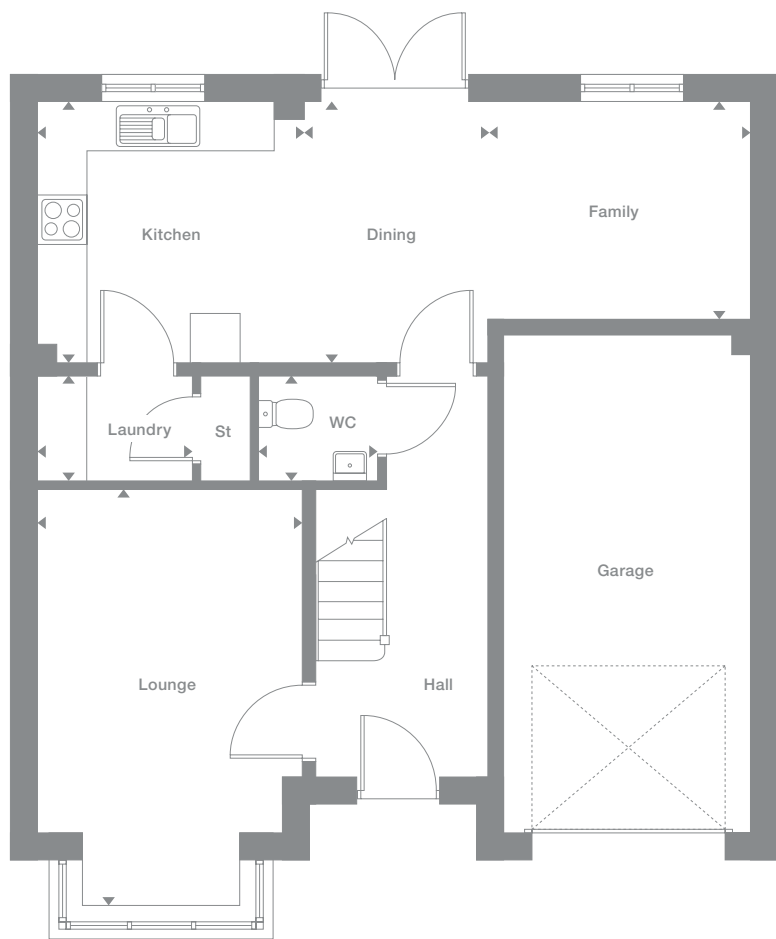 Kitchen
Dining
Family
Laundry
St
WC
Garage
Lounge
Hall